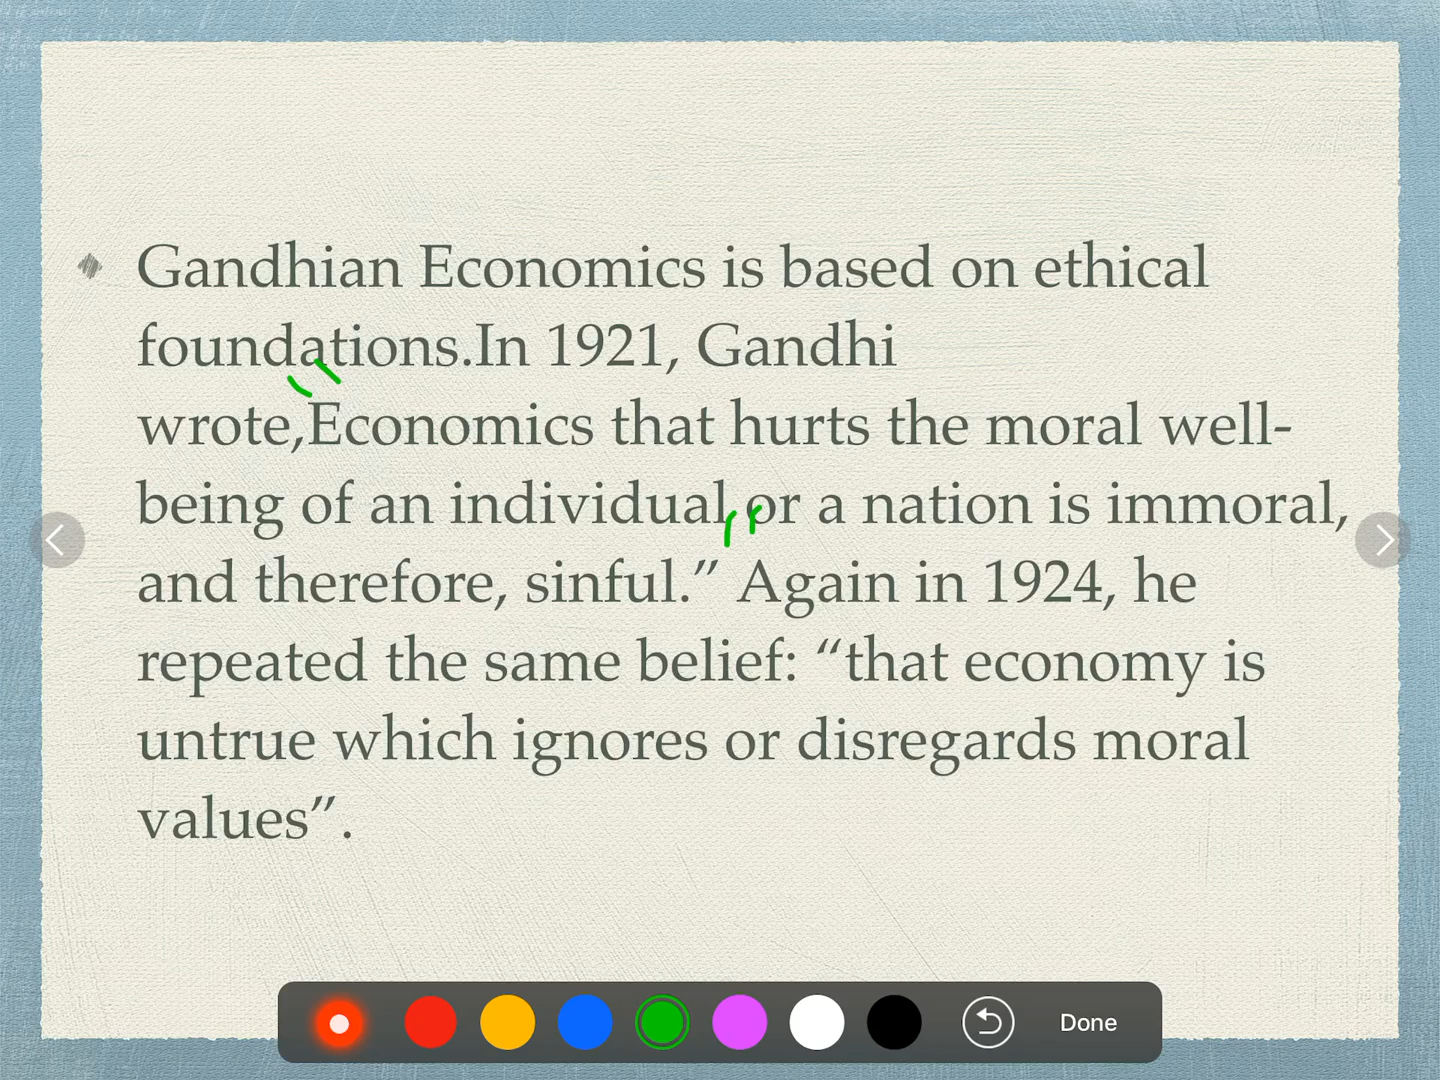 Gandhian Economics is based on ethical
foundations.In 1921, Gandhi
wrote,Economics that hurts the moral well-
being of an individual or a nation is immoral,
and therefore, sinful.” Again in 1924, he
repeated the same belief: “that economy is
untrue which ignores or disregards moral
values”.
Done